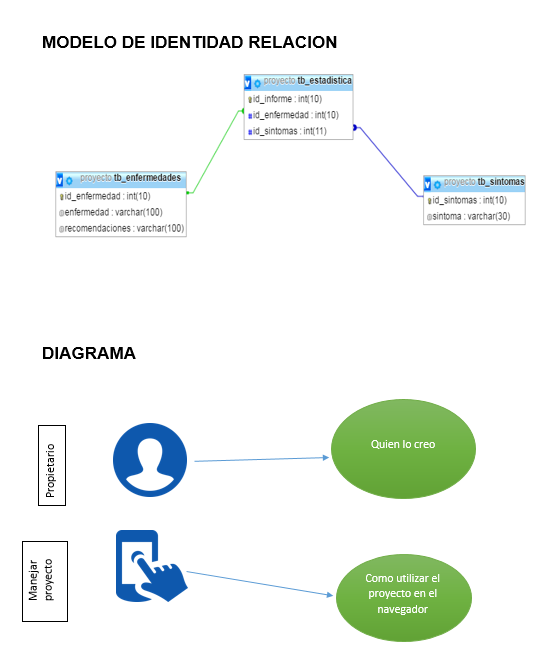 MODELO DE IDENTIDAD RELACION
proyecto tb_estadistica
id_informe : int(10)
id_enfermedad : int(10)
id_sintomas : int(11)
proyecto tb_enfermedades
id_enfermedad : int(10)
enfermedad : varchar(100)
recomendaciones : varchar(100)
proyecto tb_sintomas
id_sintomas : int(10)
sintoma : varchar(30)
DIAGRAMA
Propietario
Quien lo creo
Manejar
proyecto
Como utilizar el
proyecto en el
navegador